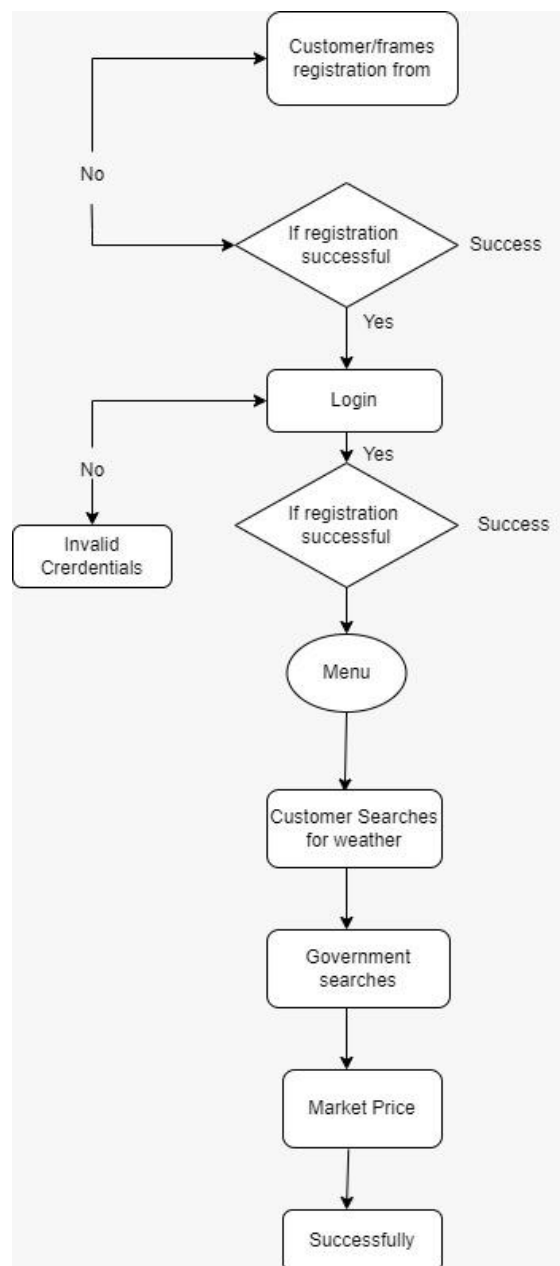 Customer/frames
registration from
No
If registration
successful
Success
Yes
Login
Yes
No
If registration
successful
Success
Invalid
Crerdentials
Menu
Customer Searches
for weather
Government
searches
Market Price
Successfully